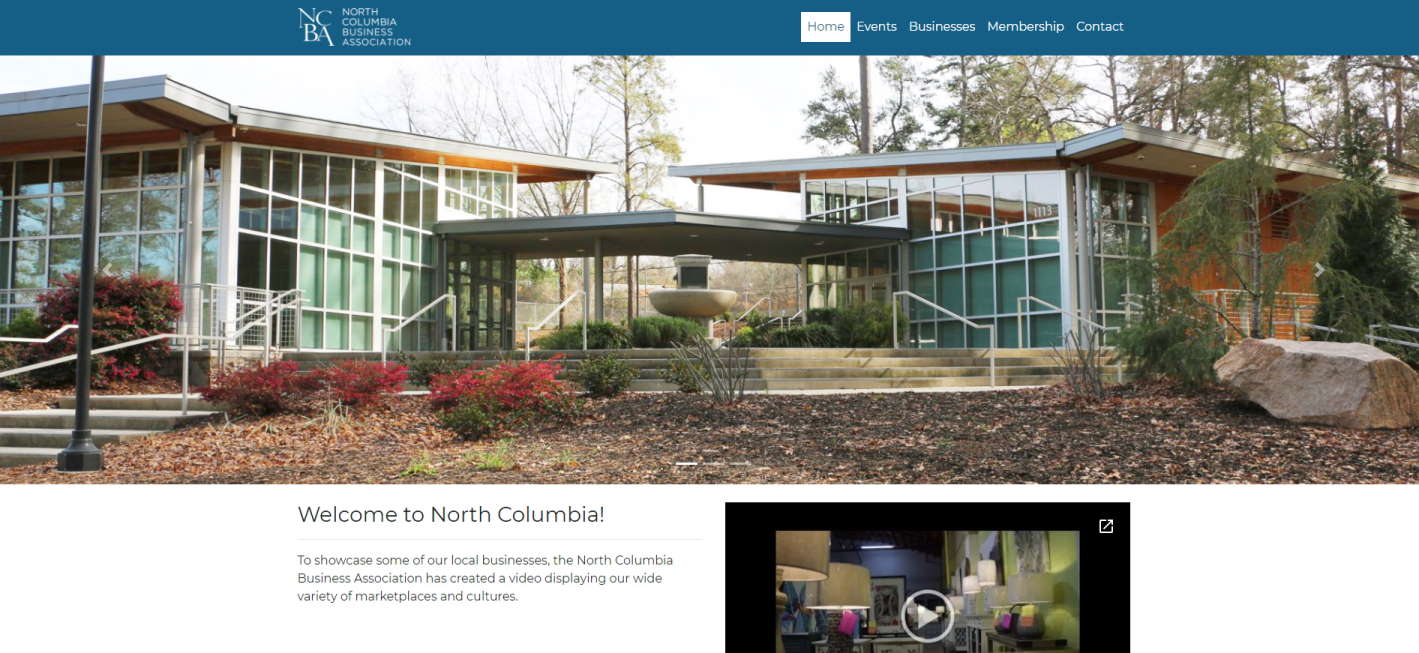 NCBA
NORTH
COLUMBIA
BUSINESS
ASSOCIATION
Home Events Businesses Membership Contact
1113
Welcome to North Columbia!
To showcase some of our local businesses, the North Columbia
Business Association has created a video displaying our wide
variety of marketplaces and cultures.